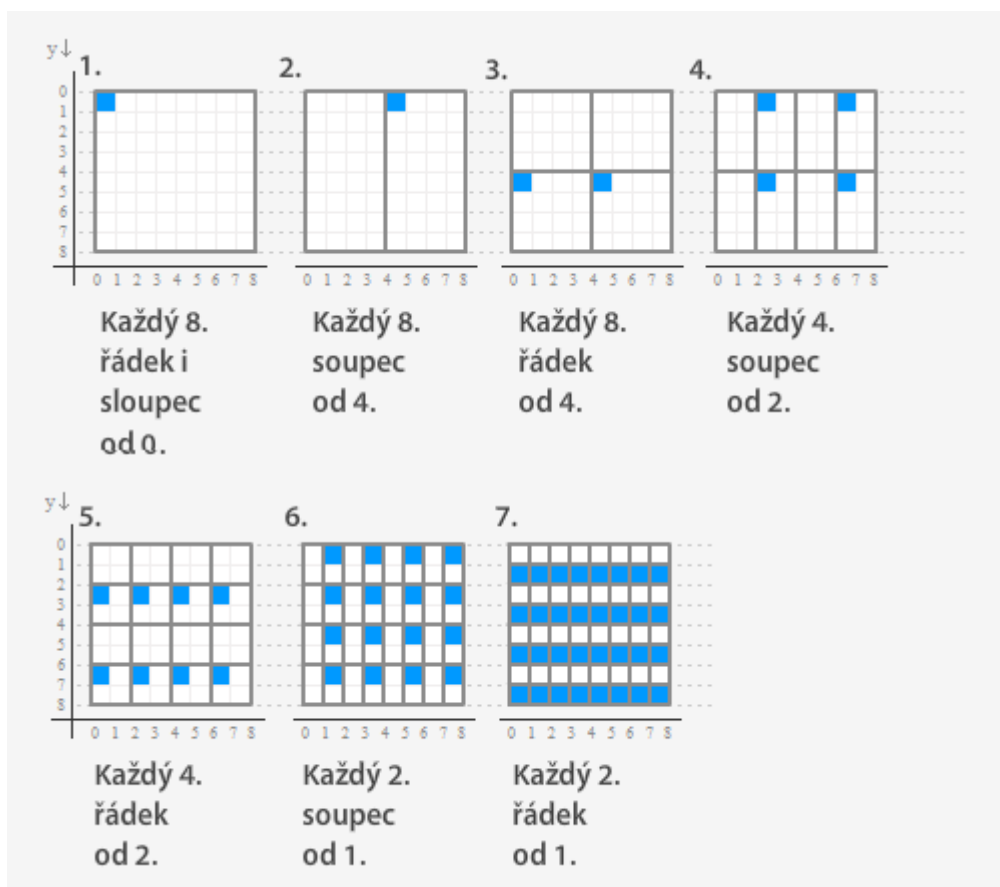 y↓
1. 2. 3. 4.
0
1
2
3
4
5
6
7
8
0 1 2 3 4 5 6 7 8 0 1 2 3 4 5 6 7 8 0 1 2 3 4 5 6 7 8 0 1 2 3 4 5 6 7 8
Každý 8.
řádek i
sloupec
od 0.
Každý 8.
soupec
od 4.
Každý 8.
řádek
od 4.
Každý 4.
soupec
od 2.
y↓
5. 6. 7.
0
1
2
3
4
5
6
7
8
0 1 2 3 4 5 6 7 8 0 1 2 3 4 5 6 7 8 0 1 2 3 4 5 6 7 8
Každý 4.
řádek
od 2.
Každý 2.
soupec
od 1.
Každý 2.
řádek
od 1.